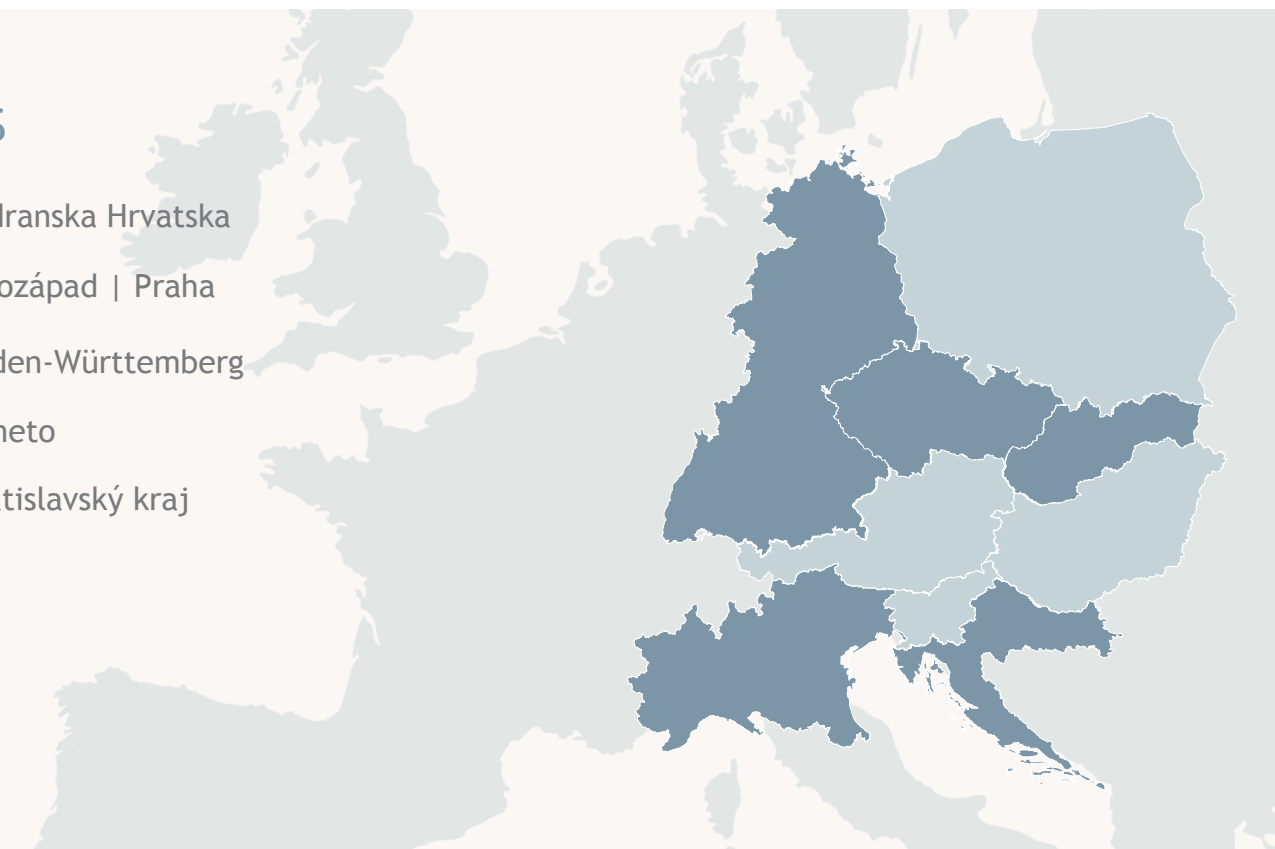 s
dranska Hrvatska
ozápad | Praha
den-Württemberg
neto
tislavský kraj